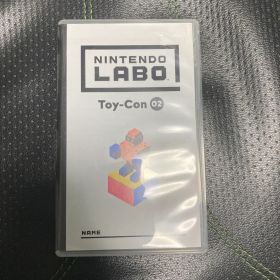 NINTENDO
LABO
Toy-Con 02
NAME